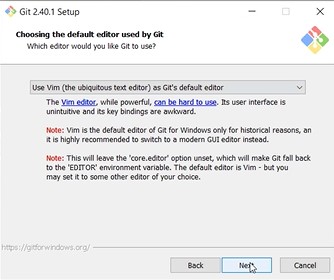 Git 2.40.1 Setup
Choosing the default editor used by Git
Which editor would you like Git to use?
Use Vim (the ubiquitous text editor) as Git's default editor
The Vim editor, while powerful, can be hard to use. Its user interface is
unintuitive and its key bindings are awkward.
Note: Vim is the default editor of Git for Windows only for historical reasons, an
it is highly recommended to switch to a modern GUI editor instead.
Note: This will leave the 'core.editor' option unset, which will make Git fall back
to the 'EDITOR' environment variable. The default editor is Vim - but you
may set it to some other editor of your choice.
https://gitforwindows.org/
Back
Next
Cancel